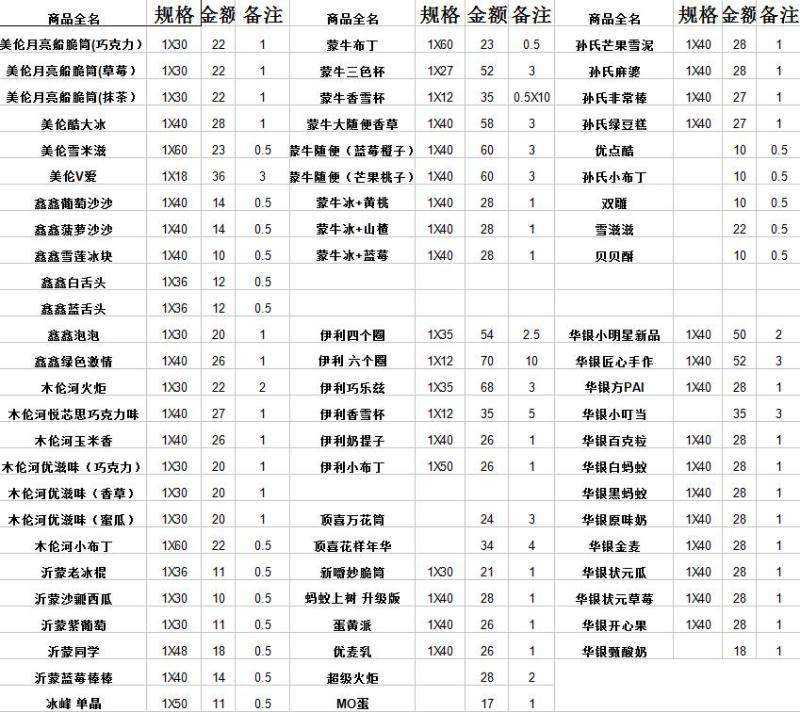 商品全名 规格 金额 备注 商品全名 规格 金额 备注 商品全名 规格 金额 备注
美伦月亮船脆筒(巧克力) 1X30 22 1 蒙牛布丁 1X60 23 0.5 孙氏芒果雪泥 1X40 28 1
美伦月亮船脆筒(草莓) 1X30 22 1 蒙牛三色杯 1X27 52 3 孙氏麻婆 1X40 28 1
美伦月亮船脆筒(抹茶) 1X30 22 1 蒙牛香雪杯 1X12 35 0.5X10 孙氏非常棒 1X40 27 1
美伦酷大冰 1X40 28 1 蒙牛大随便香草 1X40 58 3 孙氏绿豆糕 1X40 27 1
美伦雪米滋 1X60 23 0.5 蒙牛随便（蓝莓橙子） 1X40 60 3 优点酷 10 0.5
美伦V爱 1X18 36 3 蒙牛随便（芒果桃子） 1X40 60 3 孙氏小布丁 10 0.5
鑫鑫葡萄沙沙 1X40 14 0.5 蒙牛冰+黄桃 1X40 28 1 双雕 10 0.5
鑫鑫菠萝沙沙 1X40 14 0.5 蒙牛冰+山楂 1X40 28 1 雪滋滋 22 0.5
鑫鑫雪莲冰块 1X40 10 0.5 蒙牛冰+蓝莓 1X40 28 1 贝贝酥 10 0.5
鑫鑫白舌头 1X36 12 0.5
鑫鑫蓝舌头 1X36 12 0.5
鑫鑫泡泡 1X30 20 1 伊利四个圈 1X35 54 2.5 华银小明星新品 1X40 50 2
鑫鑫绿色激情 1X40 26 1 伊利 六个圈 1X12 70 10 华银匠心手作 1X40 52 3
木伦河火炬 1X30 22 2 伊利巧乐兹 1X35 68 3 华银方PAI 1X40 28 1
木伦河悦芯思巧克力味 1X40 27 1 伊利香雪杯 1X12 35 5 华银小叮当 35 3
木伦河玉米香 1X40 26 1 伊利奶提子 1X40 26 1 华银百克粒 1X40 28 1
木伦河优滋味（巧克力） 1X30 20 1 伊利小布丁 1X50 26 1 华银白蚂蚁 1X40 28 1
木伦河优滋味（香草） 1X30 20 1 华银黑蚂蚁 1X40 28 1
木伦河优滋味（蜜瓜） 1X30 20 1 顶喜万花筒 24 3 华银原味奶 1X40 28 1
木伦河小布丁 1X60 22 0.5 顶喜花样年华 34 4 华银金麦 1X40 28 1
沂蒙老冰棍 1X36 11 0.5 新嚼妙脆筒 1X30 21 1 华银状元瓜 1X40 28 1
沂蒙沙瓤西瓜 1X30 10 0.5 蚂蚁上树 升级版 1X40 28 1 华银状元草莓 1X40 28 1
沂蒙紫葡萄 1X30 11 0.5 蛋黄派 1X40 26 1 华银开心果 1X40 28 1
沂蒙同学 1X48 18 0.5 优麦乳 1X40 26 1 华银甄酸奶 18 1
沂蒙蓝莓棒棒 1X40 14 0.5 超级火炬 28 2
冰峰 单晶 1X50 11 0.5 MO蛋 17 1